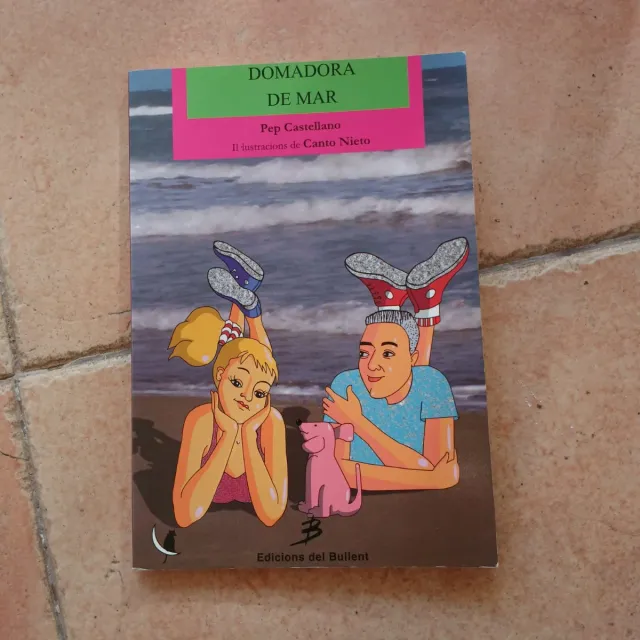 DOMADORA
DE MAR
Pep Castellano
Il·lustracions de Canto Nieto
Edicions del Bullent